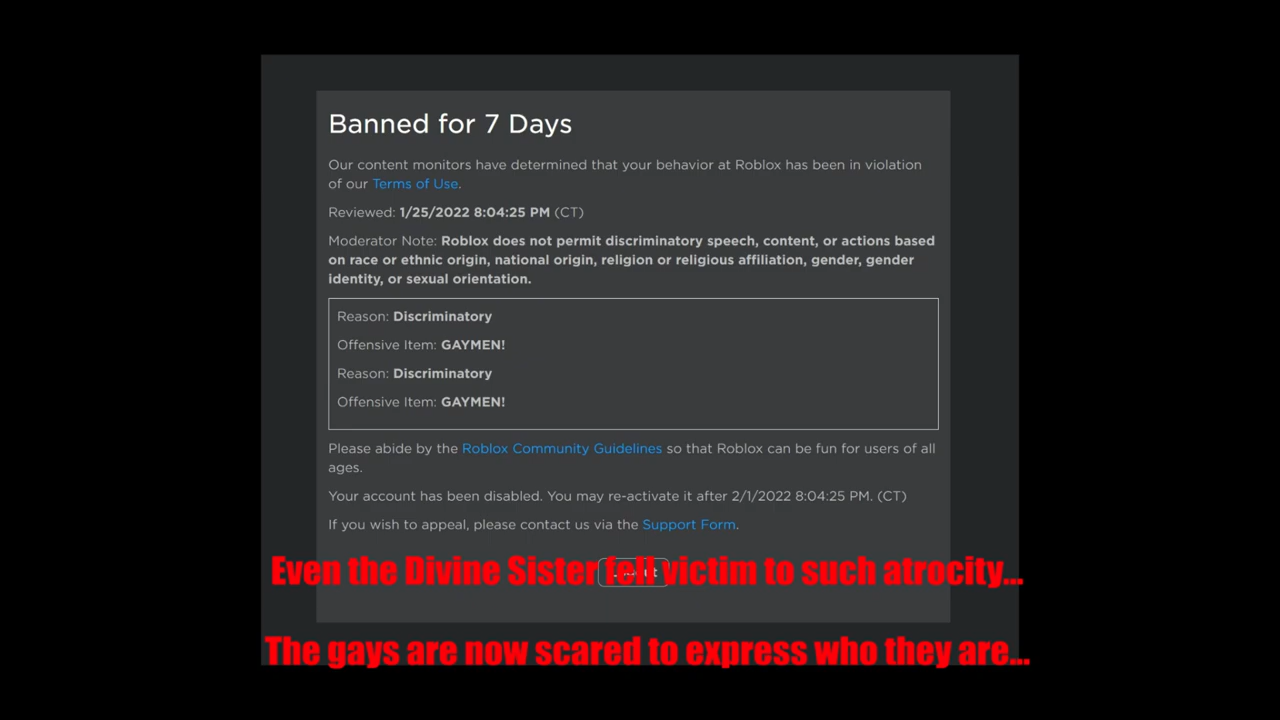 Banned for 7 Days
Our content monitors have determined that your behavior at Roblox has been in violation
of our Terms of Use.
Reviewed: 1/25/2022 8:04:25 PM (CT)
Moderator Note: Roblox does not permit discriminatory speech, content, or actions based
on race or ethnic origin, national origin, religion or religious affiliation, gender, gender
identity, or sexual orientation.
Reason: Discriminatory
Offensive Item: GAYMEN!
Reason: Discriminatory
Offensive Item: GAYMEN!
Please abide by the Roblox Community Guidelines so that Roblox can be fun for users of all
ages.
Your account has been disabled. You may re-activate it after 2/1/2022 8:04:25 PM. (CT)
If you wish to appeal, please contact us via the Support Form.
Even the Divine Sister fell victim to such atrocity...
The gays are now scared to express who they are...